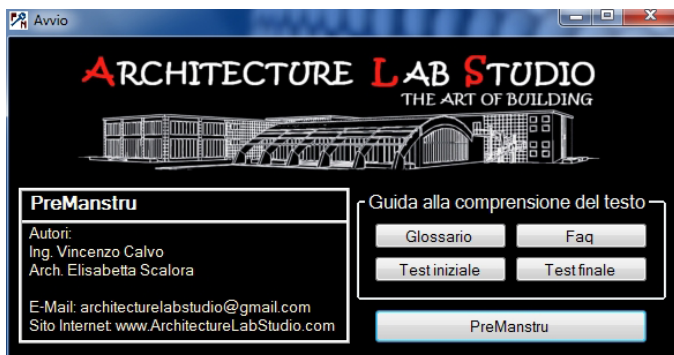 Avvio
ARCHITECTURE LAB STUDIO
THE ART OF BUILDING
PreManstru
Autori:
Ing. Vincenzo Calvo
Arch. Elisabetta Scalora
E-Mail: architecturelabstudio@gmail.com
Sito Internet: www.ArchitectureLabStudio.com
Guida alla comprensione del testo
Glossario
Faq
Test iniziale
Test finale
PreManstru